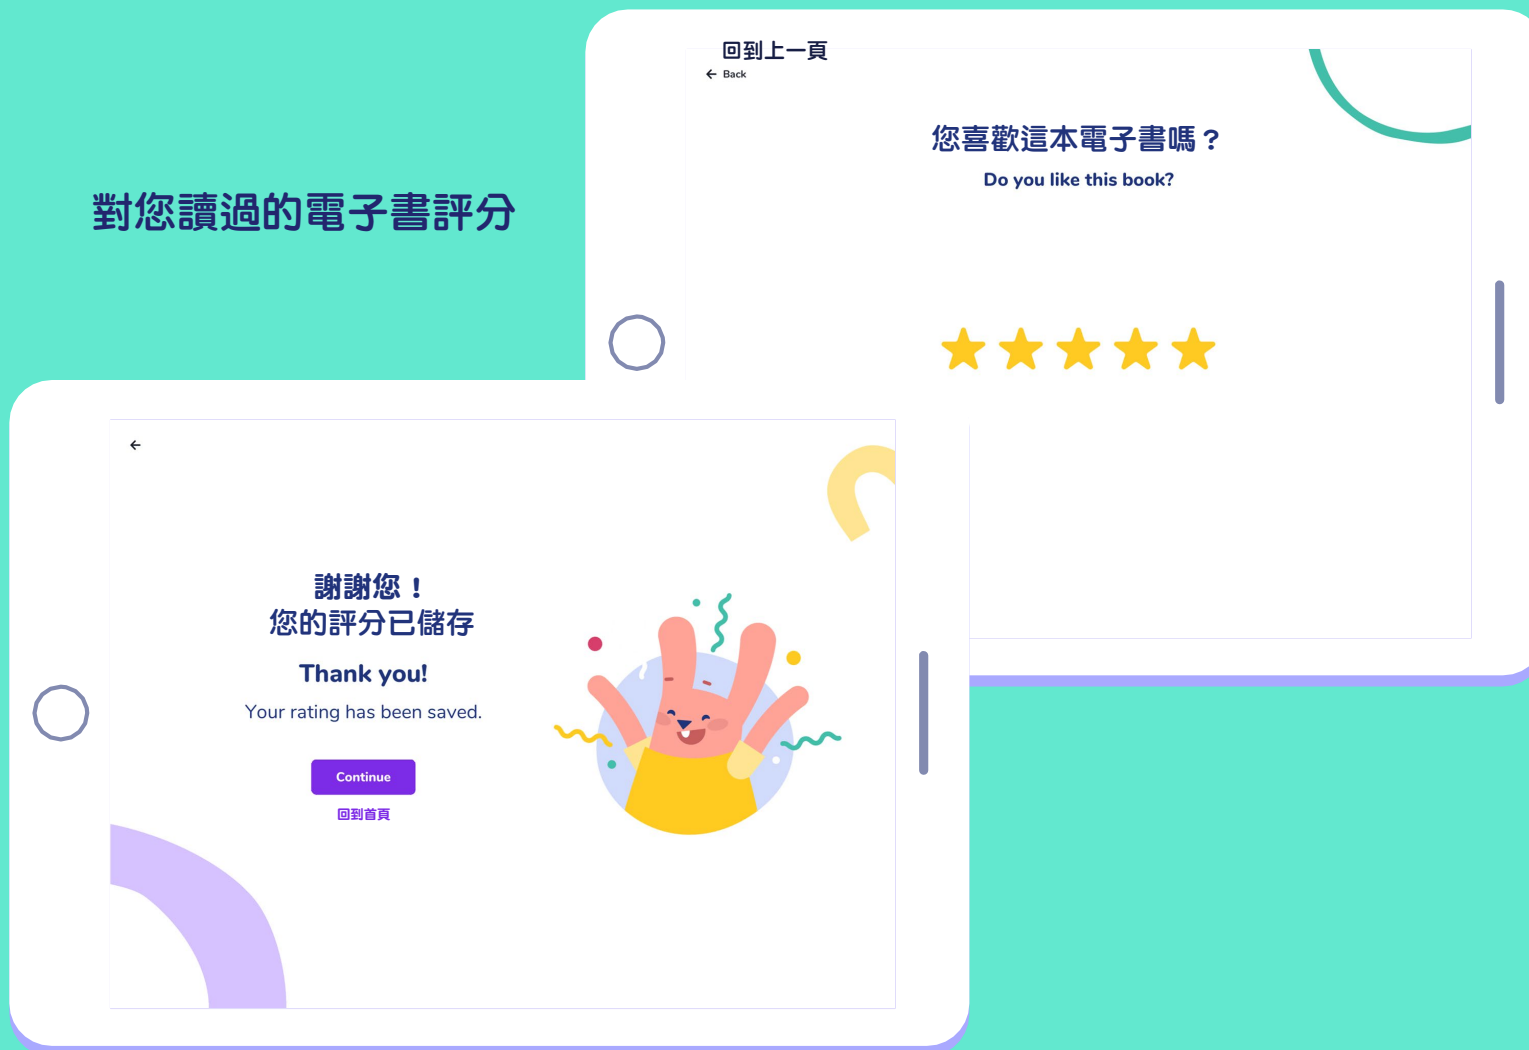 對您讀過的電子書評分
回到上一頁
Back
您喜歡這本電子書嗎？
Do you like this book?
謝謝您！
您的評分已儲存
Thank you!
Your rating has been saved.
Continue
回到首頁